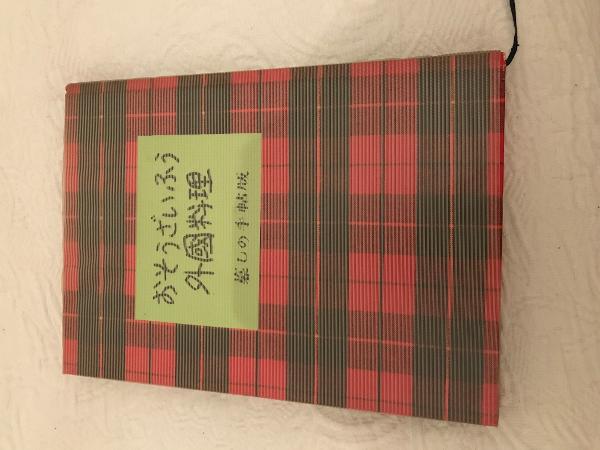 おそうざいふう
外國料理
暮しの手帖版